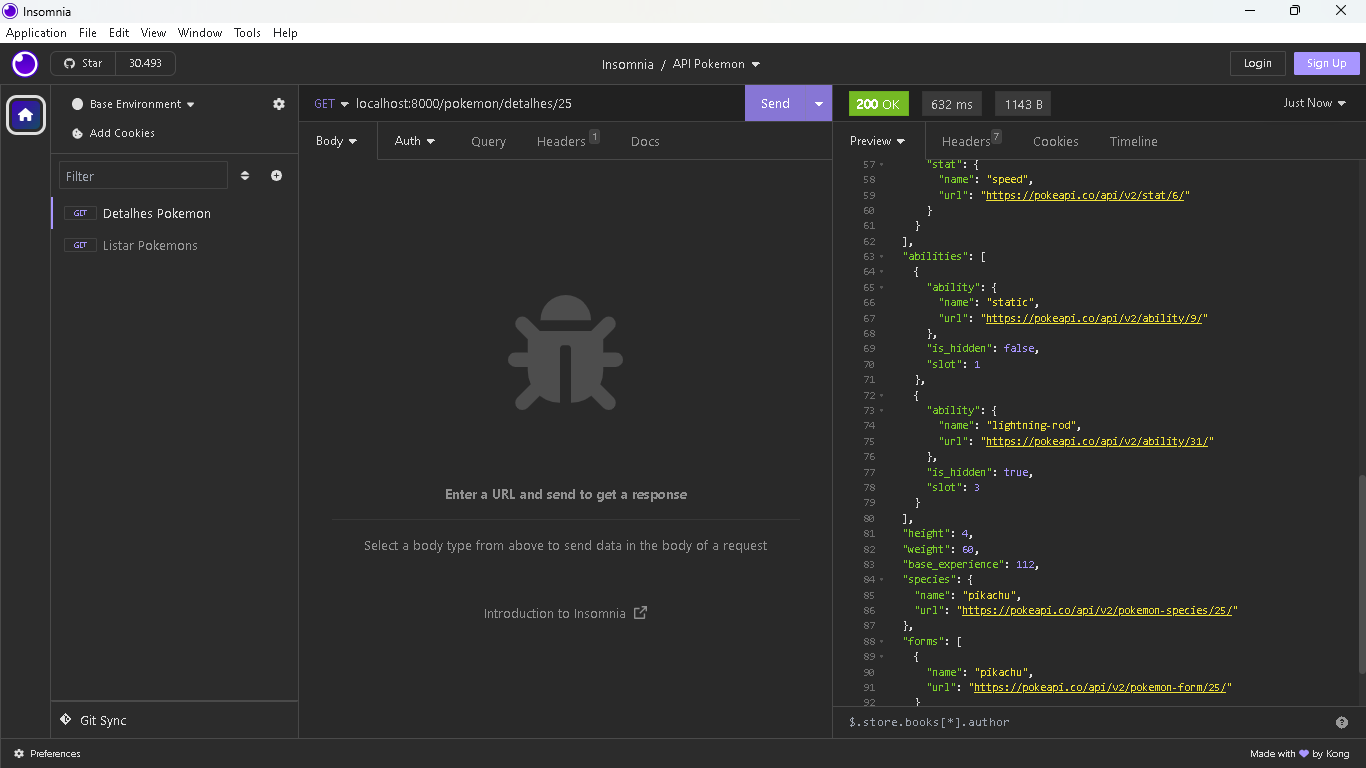 Insomnia
Application File Edit View Window Tools Help
Star 30.493
Insomnia / API Pokemon
Login Sign Up
Base Environment
Add Cookies
Filter
GET Detalhes Pokemon
GET Listar Pokemons
Git Sync
GET localhost:8000/pokemon/detalhes/25 Send
Body Auth Query Headers 1 Docs
Enter a URL and send to get a response
Select a body type from above to send data in the body of a request
Introduction to Insomnia
200 OK 632 ms 1143 B Just Now
Preview Headers 7 Cookies Timeline
57 "stat": {
58 "name": "speed",
59 "url": "https://pokeapi.co/api/v2/stat/6/"
60 }
61 }
62 ],
63 "abilities": [
64 {
65 "ability": {
66 "name": "static",
67 "url": "https://pokeapi.co/api/v2/ability/9/"
68 },
69 "is_hidden": false,
70 "slot": 1
71 },
72 {
73 "ability": {
74 "name": "lightning-rod",
75 "url": "https://pokeapi.co/api/v2/ability/31/"
76 },
77 "is_hidden": true,
78 "slot": 3
79 }
80 ],
81 "height": 4,
82 "weight": 60,
83 "base_experience": 112,
84 "species": {
85 "name": "pikachu",
86 "url": "https://pokeapi.co/api/v2/pokemon-species/25/"
87 },
88 "forms": [
89 {
90 "name": "pikachu",
91 "url": "https://pokeapi.co/api/v2/pokemon-form/25/"
92 }
$.store.books[*].author
Preferences
Made with 💜 by Kong